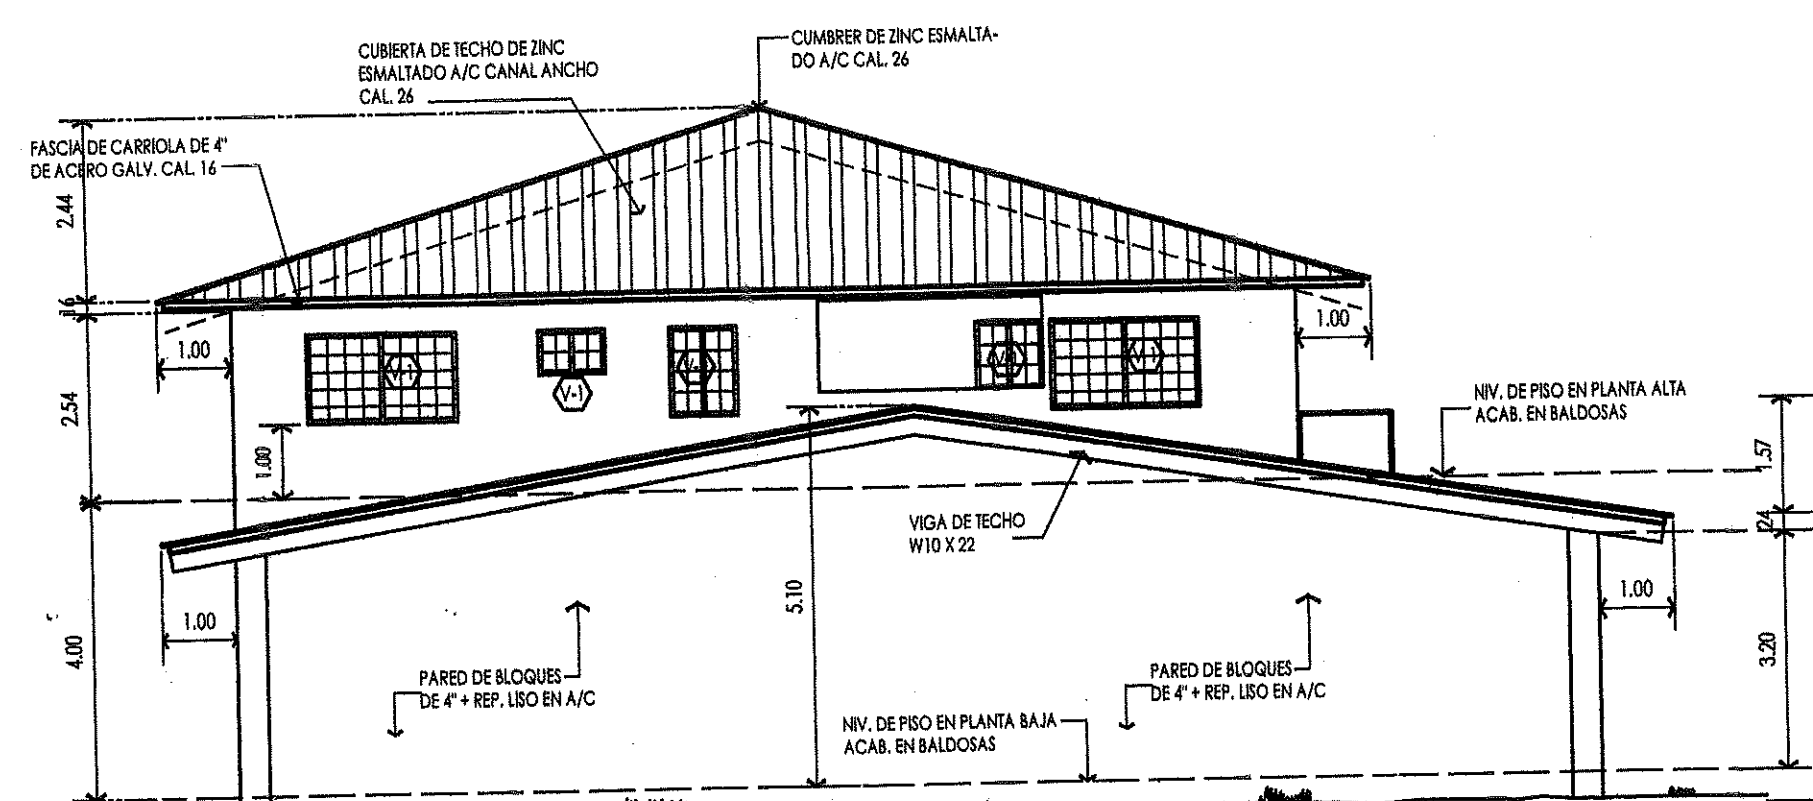 CUBIERTA DE TECHO DE ZINC
ESMALTADO A/C CANAL ANCHO
CAL. 26
CUMBRER DE ZINC ESMALTA-
DO A/C CAL. 26
FASCIA DE CARRIOLA DE 4"
DE ACERO GALV. CAL. 16
2.44
1.00
1.00
V-1
V-1
V-1
2.54
1.00
NIV. DE PISO EN PLANTA ALTA
ACAB. EN BALDOSAS
1.57
VIGA DE TECHO
W10 X 22
24
5.10
1.00
1.00
4.00
3.20
PARED DE BLOQUES
DE 4" + REP. LISO EN A/C
PARED DE BLOQUES
DE 4" + REP. LISO EN A/C
NIV. DE PISO EN PLANTA BAJA
ACAB. EN BALDOSAS